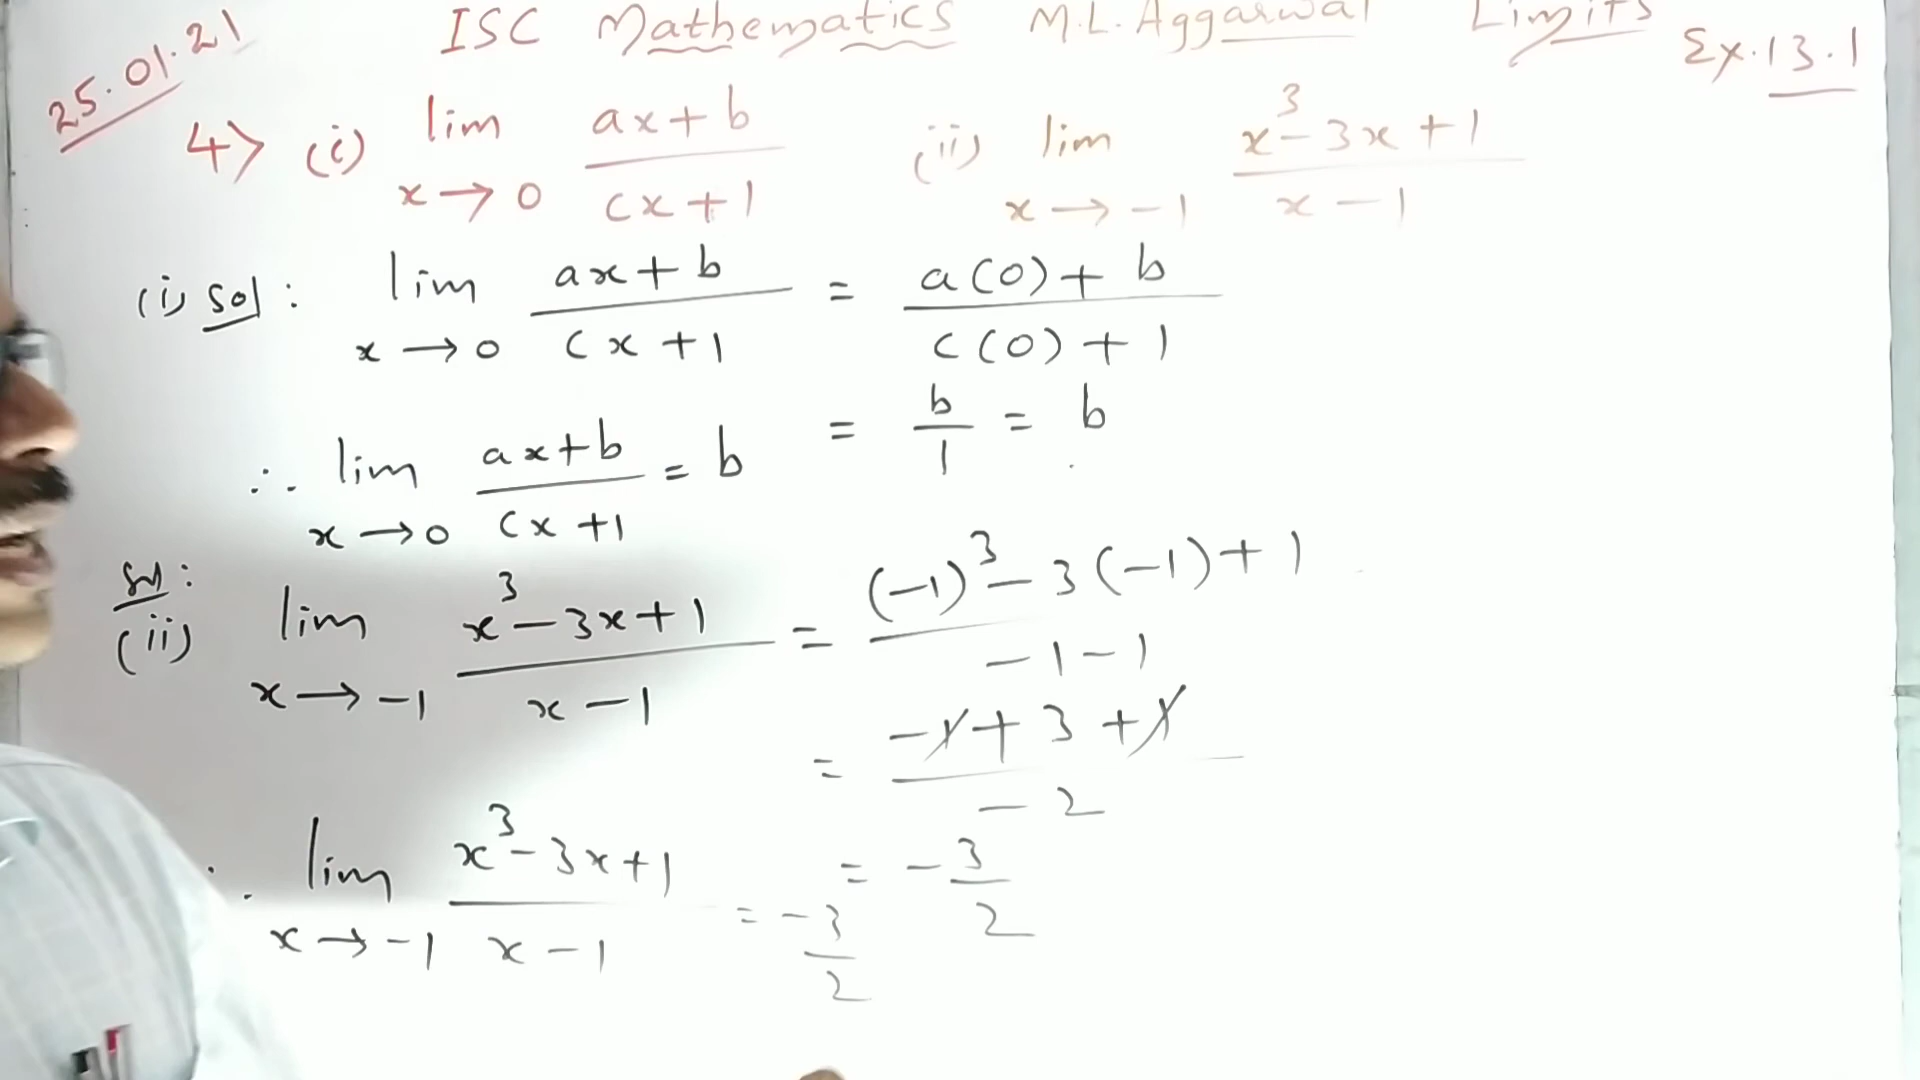 25.01.21 ISC Mathematics M.L. Aggarwal Limits Ex.13.1
4) (i) lim x→0 (ax+b)/(cx+1) (ii) lim x→-1 (x³-3x+1)/(x-1)
(i) Sol: lim x→0 (ax+b)/(cx+1) = (a(0)+b)/(c(0)+1)
= b/1 = b
∴ lim x→0 (ax+b)/(cx+1) = b
Sol:
(ii) lim x→-1 (x³-3x+1)/(x-1) = ((-1)³-3(-1)+1)/(-1-1)
= (-1+3+1)/(-2)
= -3/2
∴ lim x→-1 (x³-3x+1)/(x-1) = -3/2